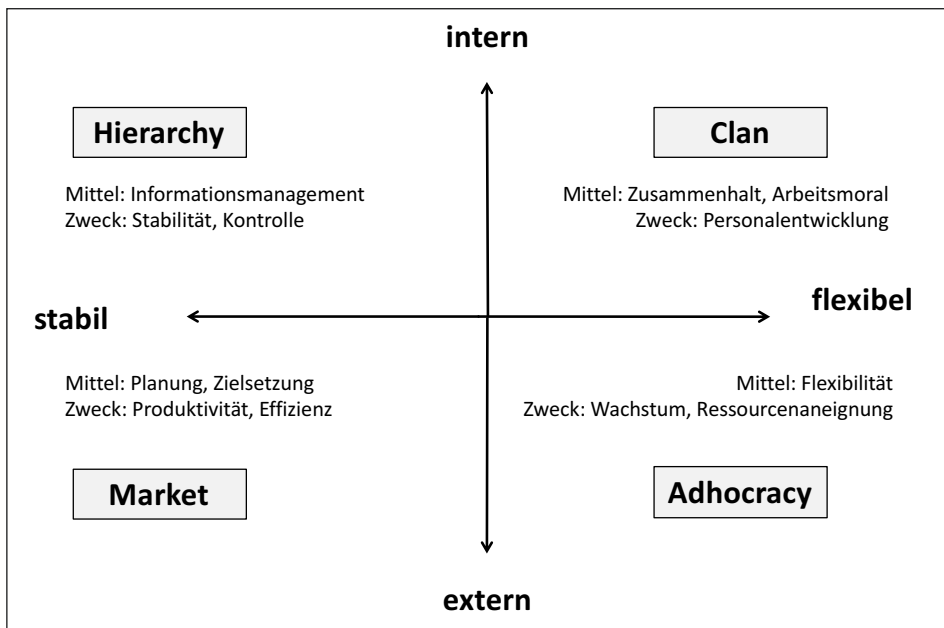 intern
Hierarchy
Clan
Mittel: Informationsmanagement
Zweck: Stabilität, Kontrolle
Mittel: Zusammenhalt, Arbeitsmoral
Zweck: Personalentwicklung
stabil
flexibel
Mittel: Planung, Zielsetzung
Zweck: Produktivität, Effizienz
Mittel: Flexibilität
Zweck: Wachstum, Ressourcenaneignung
Market
Adhocracy
extern